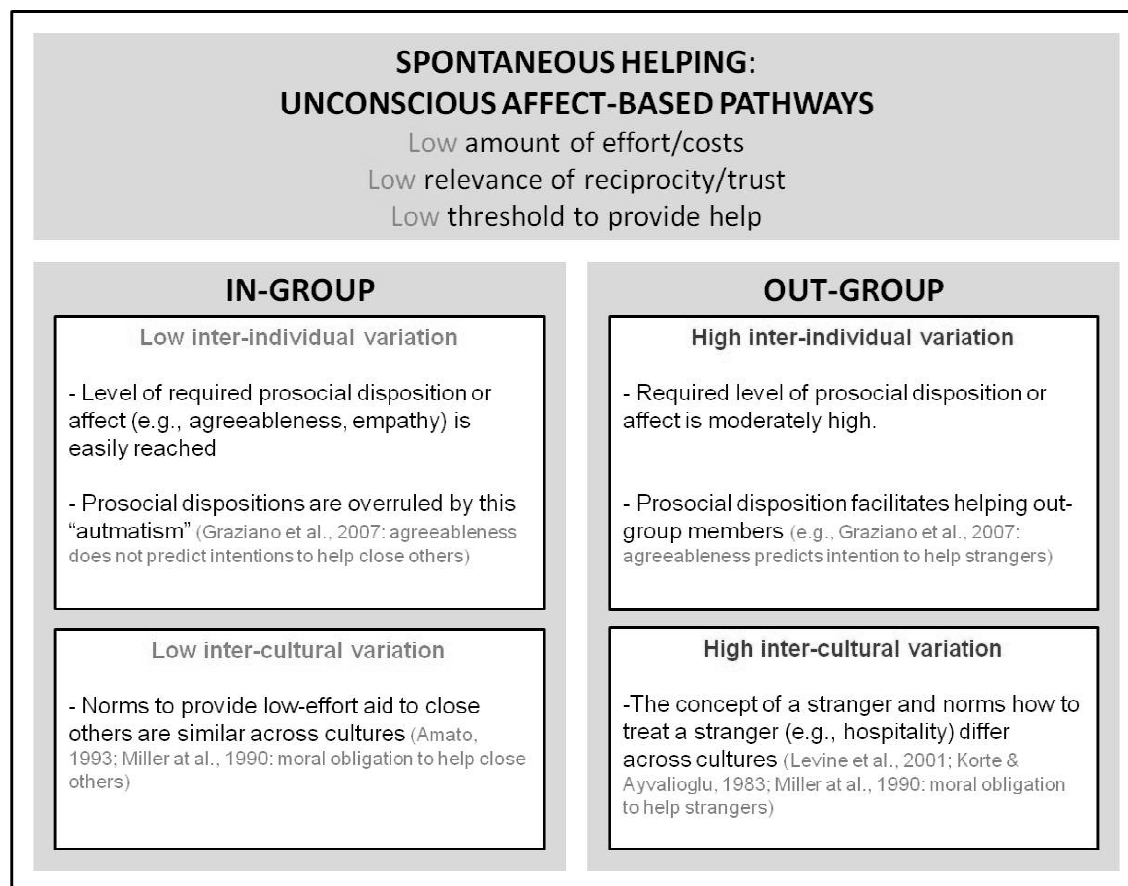 SPONTANEOUS HELPING:
UNCONSCIOUS AFFECT-BASED PATHWAYS
Low amount of effort/costs
Low relevance of reciprocity/trust
Low threshold to provide help
IN-GROUP
Low inter-individual variation
- Level of required prosocial disposition or
affect (e.g., agreeableness, empathy) is
easily reached
- Prosocial dispositions are overruled by this
“autmatism” (Graziano et al., 2007: agreeableness
does not predict intentions to help close others)
Low inter-cultural variation
- Norms to provide low-effort aid to close
others are similar across cultures (Amato,
1993; Miller at al., 1990: moral obligation to help close
others)
OUT-GROUP
High inter-individual variation
- Required level of prosocial disposition or
affect is moderately high.
- Prosocial disposition facilitates helping out-
group members (e.g., Graziano et al., 2007:
agreeableness predicts intention to help strangers)
High inter-cultural variation
-The concept of a stranger and norms how to
treat a stranger (e.g., hospitality) differ
across cultures (Levine et al., 2001; Korte &
Ayvalioglu, 1983; Miller at al., 1990: moral obligation
to help strangers)